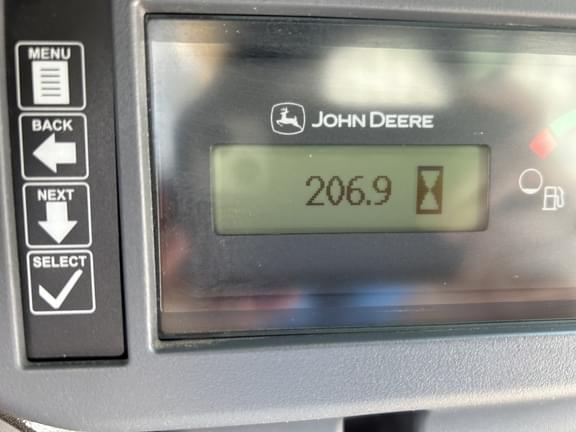 MENU
BACK
NEXT
SELECT
JOHN DEERE
206.9